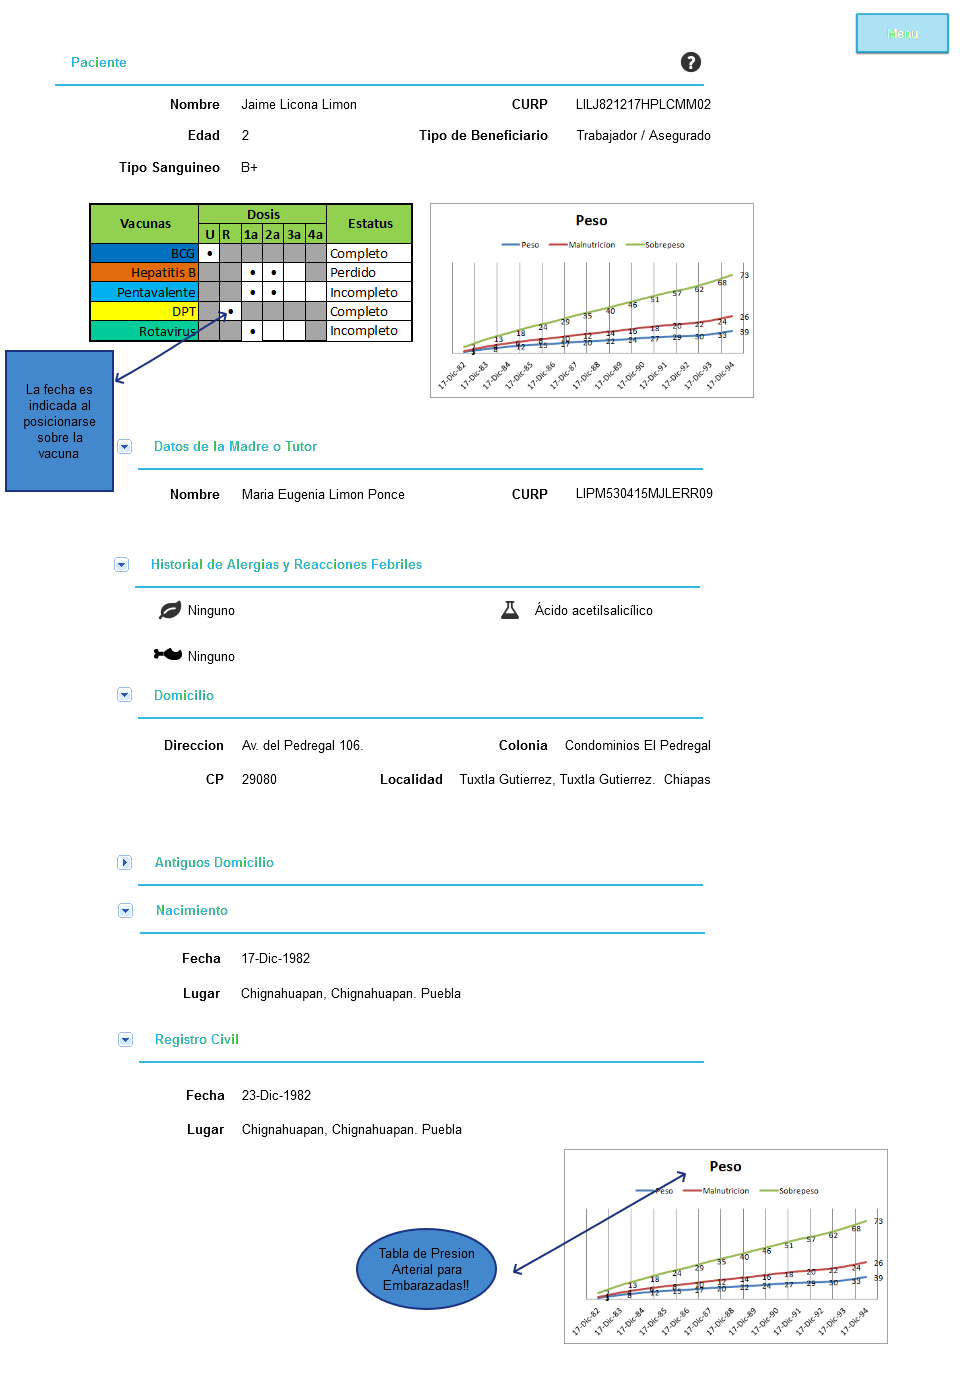 Menu
Paciente
?
Nombre Jaime Licona Limon CURP LILJ821217HPLCMM02
Edad 2 Tipo de Beneficiario Trabajador / Asegurado
Tipo Sanguineo B+
Vacunas Dosis Estatus
U R 1a 2a 3a 4a
BCG Completo
Hepatitis B Perdido
Pentavalente Incompleto
DPT Completo
Rotavirus Incompleto
Peso
Peso Malnutricion Sobrepeso
13 18 24 29 35 40 46 51 57 62 68 73
12 14 16 18 20 22 24 26
12 15 17 20 22 24 27 29 30 33 39
17-Dic-82 17-Dic-83 17-Dic-84 17-Dic-85 17-Dic-86 17-Dic-87 17-Dic-88 17-Dic-89 17-Dic-90 17-Dic-91 17-Dic-92 17-Dic-93 17-Dic-94
La fecha es
indicada al
posicionarse
sobre la
vacuna
Datos de la Madre o Tutor
Nombre Maria Eugenia Limon Ponce CURP LIPM530415MJLERR09
Historial de Alergias y Reacciones Febriles
Ninguno Ácido acetilsalicílico
Ninguno
Domicilio
Direccion Av. del Pedregal 106. Colonia Condominios El Pedregal
CP 29080 Localidad Tuxtla Gutierrez, Tuxtla Gutierrez. Chiapas
Antiguos Domicilio
Nacimiento
Fecha 17-Dic-1982
Lugar Chignahuapan, Chignahuapan. Puebla
Registro Civil
Fecha 23-Dic-1982
Lugar Chignahuapan, Chignahuapan. Puebla
Peso
Peso Malnutricion Sobrepeso
13 18 24 29 35 40 46 51 57 62 68 73
12 14 16 18 20 22 24 26
12 15 17 20 22 24 27 29 30 33 39
17-Dic-82 17-Dic-83 17-Dic-84 17-Dic-85 17-Dic-86 17-Dic-87 17-Dic-88 17-Dic-89 17-Dic-90 17-Dic-91 17-Dic-92 17-Dic-93 17-Dic-94
Tabla de Presion
Arterial para
Embarazadas!!